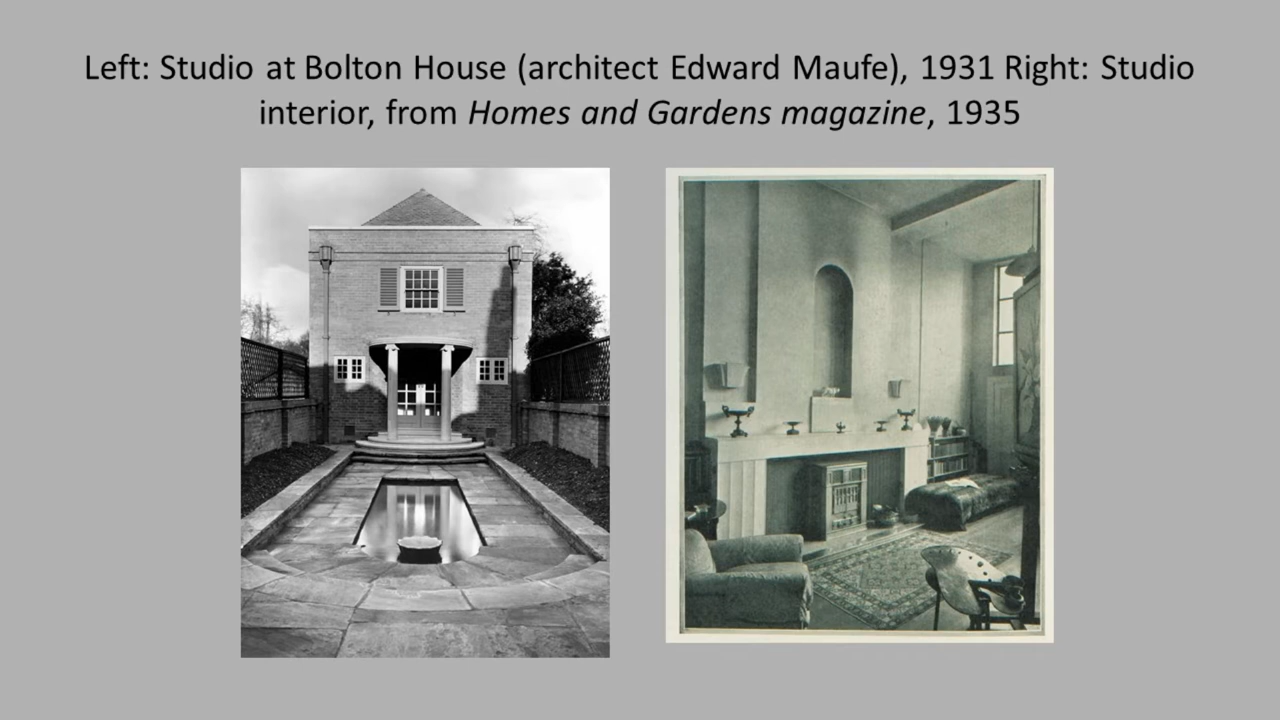 Left: Studio at Bolton House (architect Edward Maufe), 1931 Right: Studio
interior, from Homes and Gardens magazine, 1935